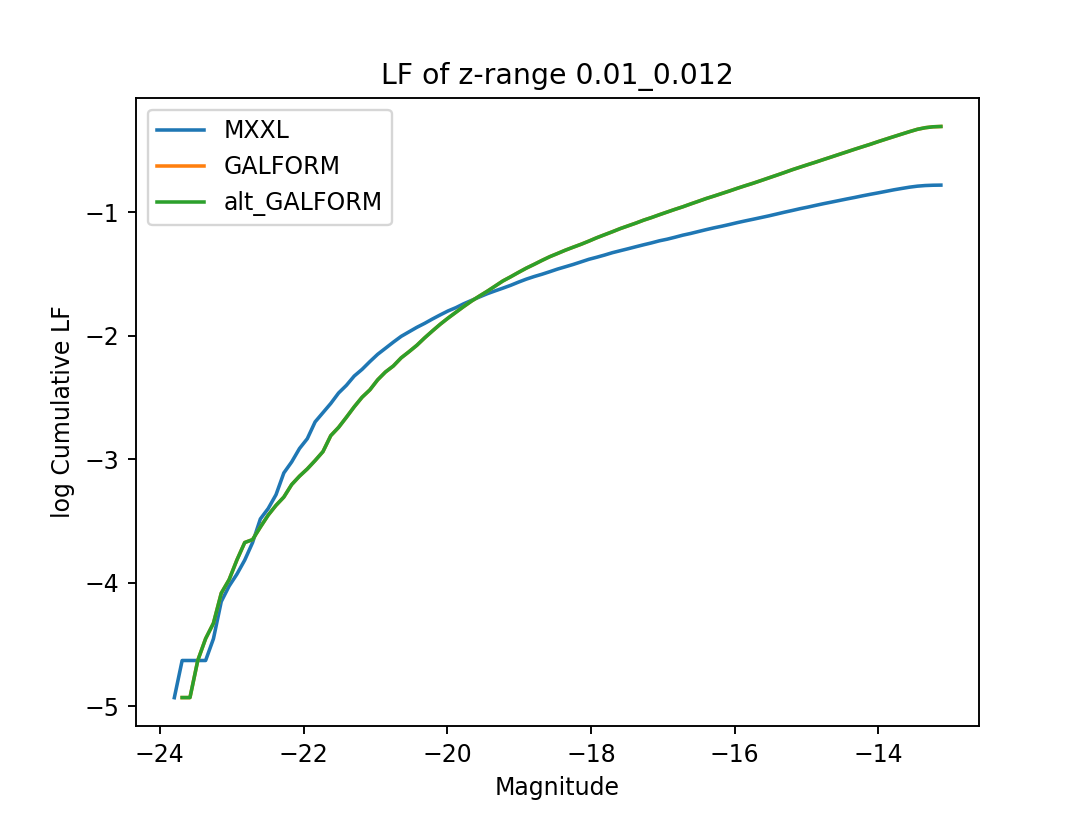 LF of z-range 0.01_0.012
MXXL
GALFORM
alt_GALFORM
−1
−2
−3
−4
−5
log Cumulative LF
−24 −22 −20 −18 −16 −14
Magnitude